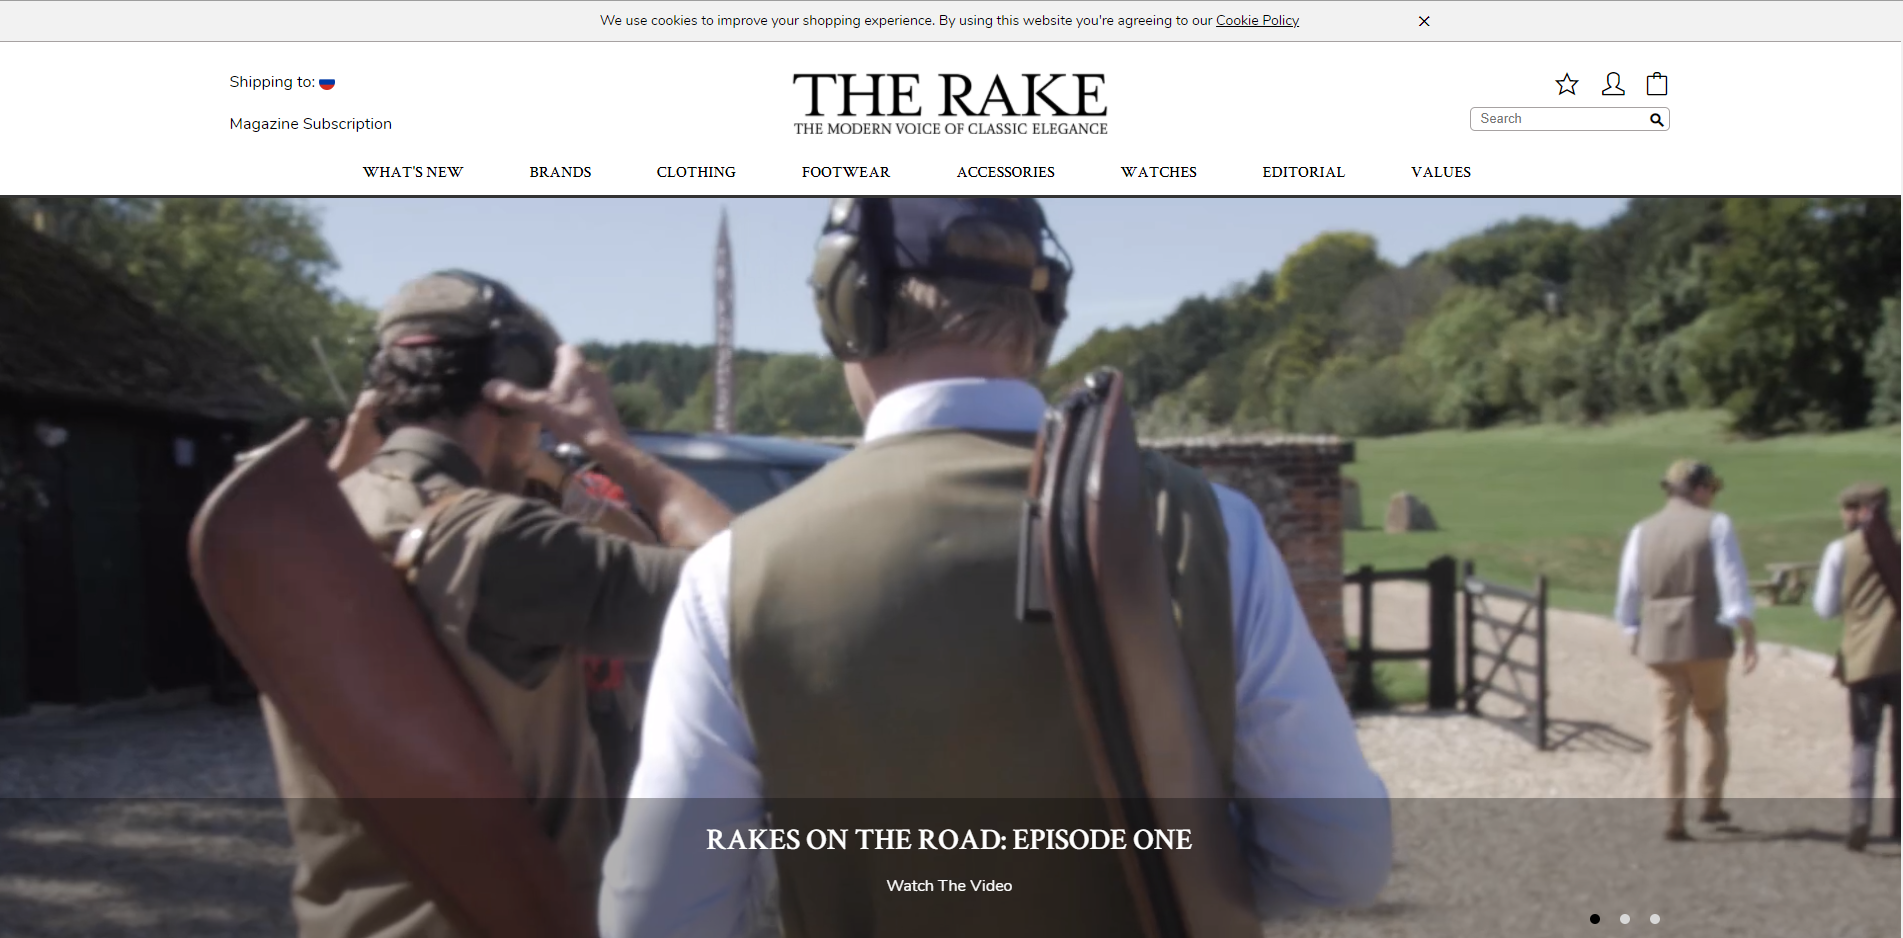 We use cookies to improve your shopping experience. By using this website you're agreeing to our Cookie Policy
Shipping to:
Magazine Subscription
THE RAKE
THE MODERN VOICE OF CLASSIC ELEGANCE
Search
WHAT'S NEW BRANDS CLOTHING FOOTWEAR ACCESSORIES WATCHES EDITORIAL VALUES
RAKES ON THE ROAD: EPISODE ONE
Watch The Video